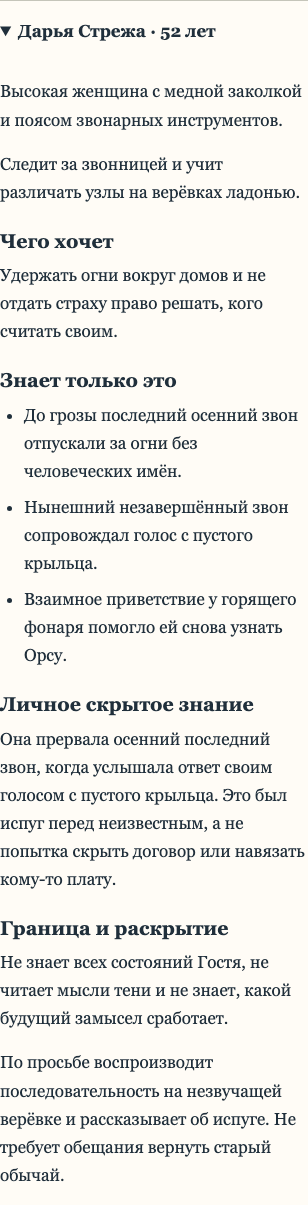 ▼ Дарья Стрежа · 52 лет
Высокая женщина с медной заколкой
и поясом звонарных инструментов.
Следит за звонницей и учит
различать узлы на верёвках ладонью.
Чего хочет
Удержать огни вокруг домов и не
отдать страху право решать, кого
считать своим.
Знает только это
• До грозы последний осенний звон
отпускали за огни без
человеческих имён.
• Нынешний незавершённый звон
сопровождал голос с пустого
крыльца.
• Взаимное приветствие у горящего
фонаря помогло ей снова узнать
Орсу.
Личное скрытое знание
Она прервала осенний последний
звон, когда услышала ответ своим
голосом с пустого крыльца. Это был
испуг перед неизвестным, а не
попытка скрыть договор или навязать
кому-то плату.
Граница и раскрытие
Не знает всех состояний Гостя, не
читает мысли тени и не знает, какой
будущий замысел сработает.
По просьбе воспроизводит
последовательность на незвучащей
верёвке и рассказывает об испуге. Не
требует обещания вернуть старый
обычай.